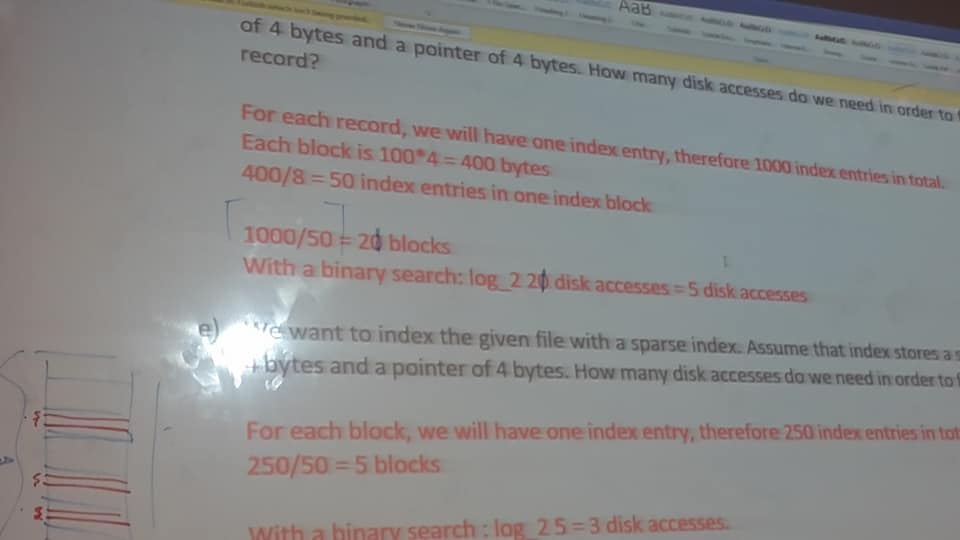 AaB
of 4 bytes and a pointer of 4 bytes. How many disk accesses do we need in order to
record?
For each record, we will have one index entry, therefore 1000 index entries in total.
Each block is 100*4 = 400 bytes
400/8 = 50 index entries in one index block
1000/50 = 20 blocks
With a binary search: log_2 20 disk accesses = 5 disk accesses
e) We want to index the given file with a sparse index. Assume that index stores a
bytes and a pointer of 4 bytes. How many disk accesses do we need in order to
For each block, we will have one index entry, therefore 250 index entries in tot
250/50 = 5 blocks
With a binary search : log_2 5 = 3 disk accesses.